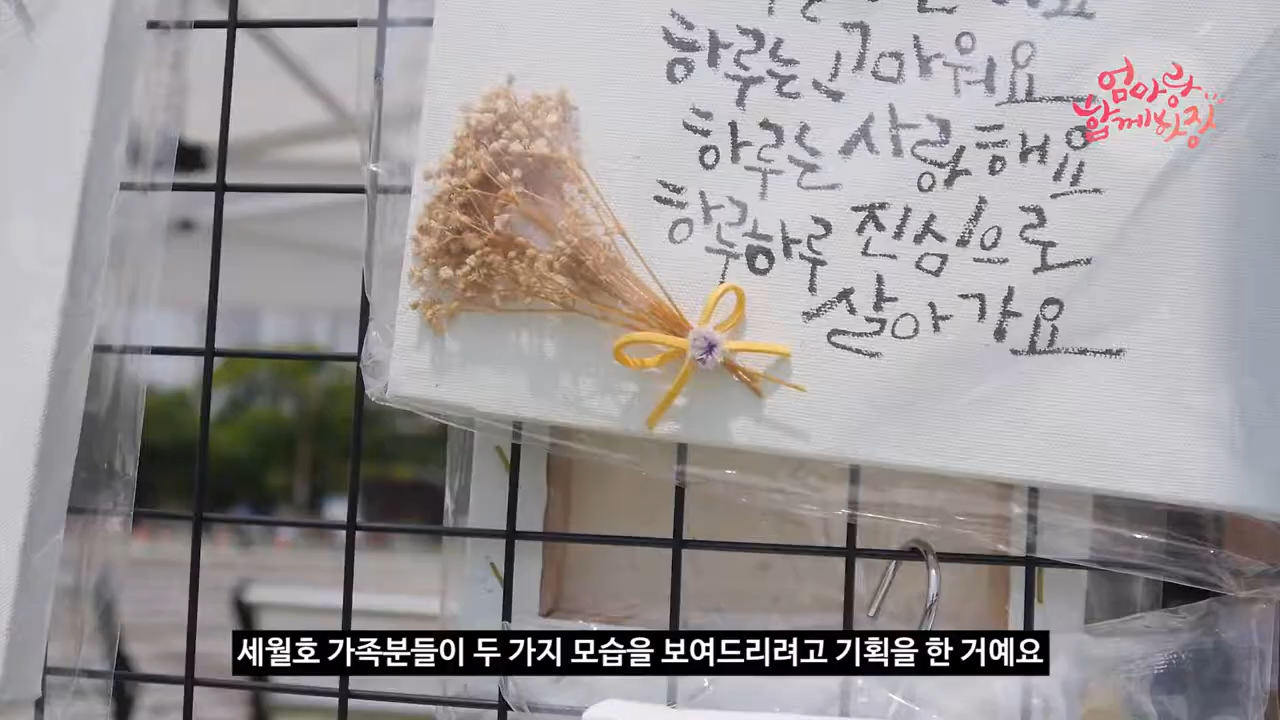 하루는 고마워요
하루는 사랑해요
하루하루 진심으로
살아가요
엄마랑
함께하장
세월호 가족분들이 두 가지 모습을 보여드리려고 기획을 한 거예요